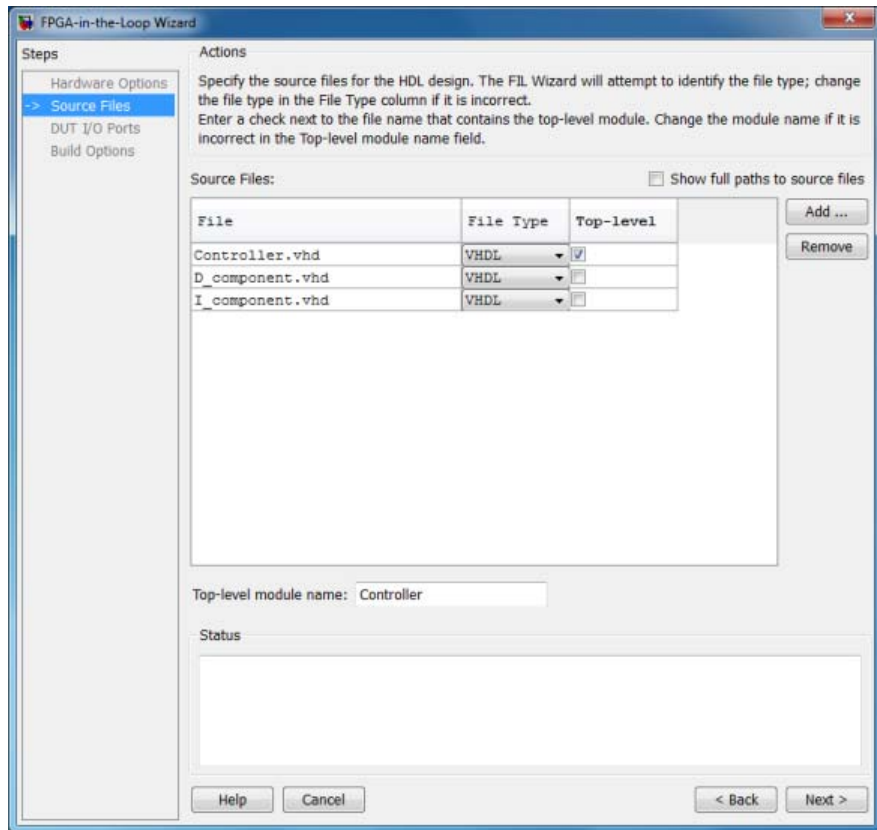 FPGA-in-the-Loop Wizard
Steps
Hardware Options
-> Source Files
DUT I/O Ports
Build Options
Actions
Specify the source files for the HDL design. The FIL Wizard will attempt to identify the file type; change
the file type in the File Type column if it is incorrect.
Enter a check next to the file name that contains the top-level module. Change the module name if it is
incorrect in the Top-level module name field.
Source Files:
Show full paths to source files
File File Type Top-level
Controller.vhd VHDL
D_component.vhd VHDL
I_component.vhd VHDL
Add ...
Remove
Top-level module name: Controller
Status
Help Cancel < Back Next >